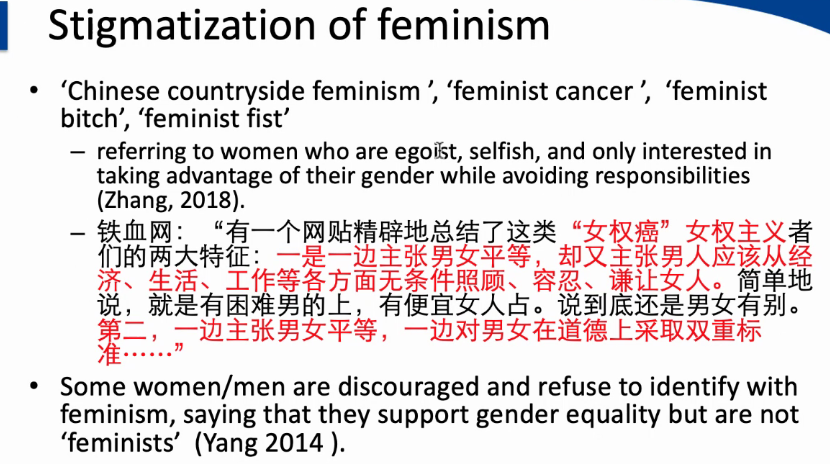 Stigmatization of feminism
• ‘Chinese countryside feminism ’, ‘feminist cancer ’, ‘feminist
bitch’, ‘feminist fist’
– referring to women who are egoist, selfish, and only interested in
taking advantage of their gender while avoiding responsibilities
(Zhang, 2018).
– 铁血网：“有一个网贴精辟地总结了这类“女权癌”女权主义者
们的两大特征：一是一边主张男女平等，却又主张男人应该从经
济、生活、工作等各方面无条件照顾、容忍、谦让女人。简单地
说，就是有困难男的上，有便宜女人占。说到底还是男女有别。
第二，一边主张男女平等，一边对男女在道德上采取双重标
准……”
• Some women/men are discouraged and refuse to identify with
feminism, saying that they support gender equality but are not
‘feminists’ (Yang 2014 ).